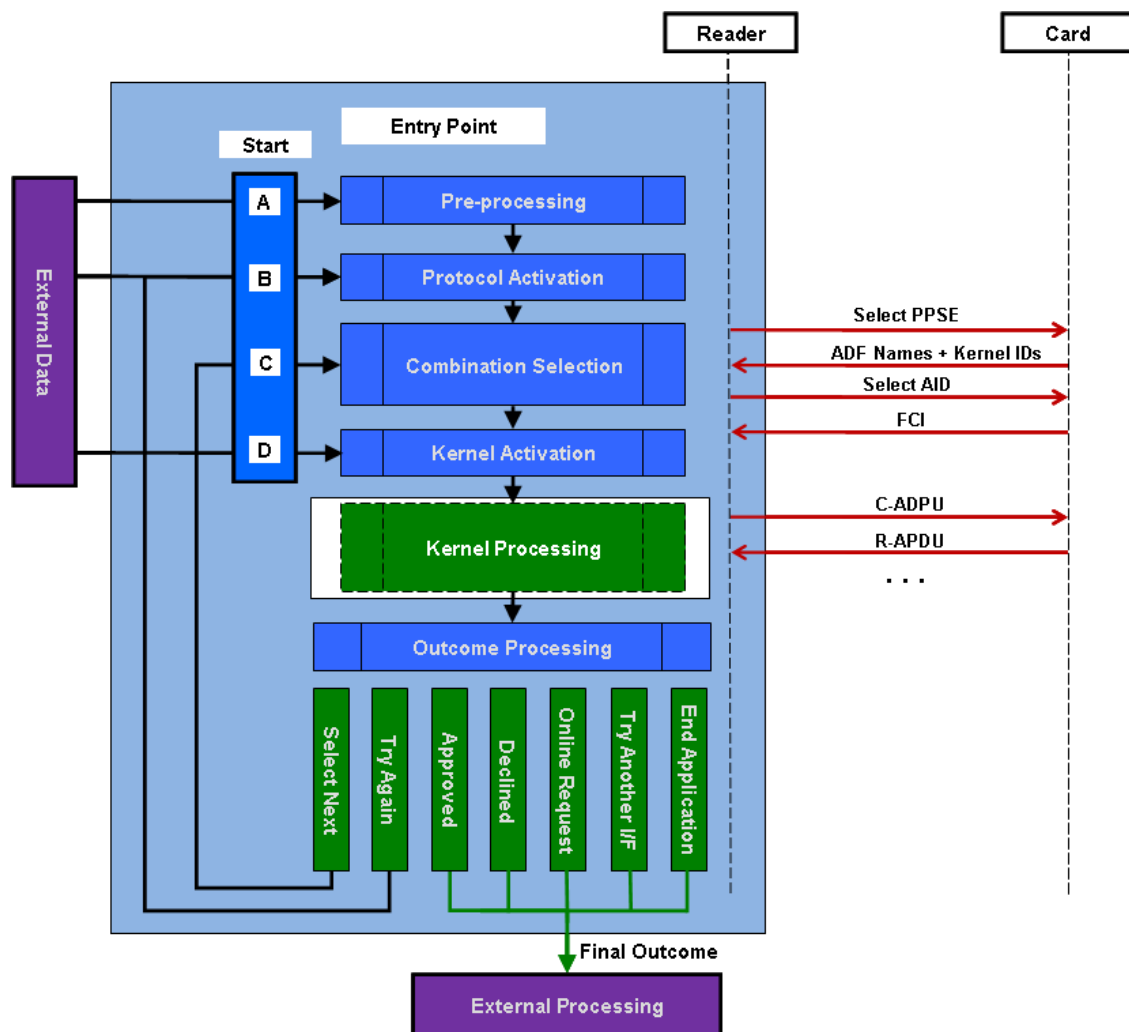 Reader
Card
Entry Point
Start
External Data
A
Pre-processing
B
Protocol Activation
C
Combination Selection
D
Kernel Activation
Kernel Processing
Outcome Processing
Select PPSE
ADF Names + Kernel IDs
Select AID
FCI
C-ADPU
R-APDU
. . .
Select Next
Try Again
Approved
Declined
Online Request
Try Another I/F
End Application
Final Outcome
External Processing